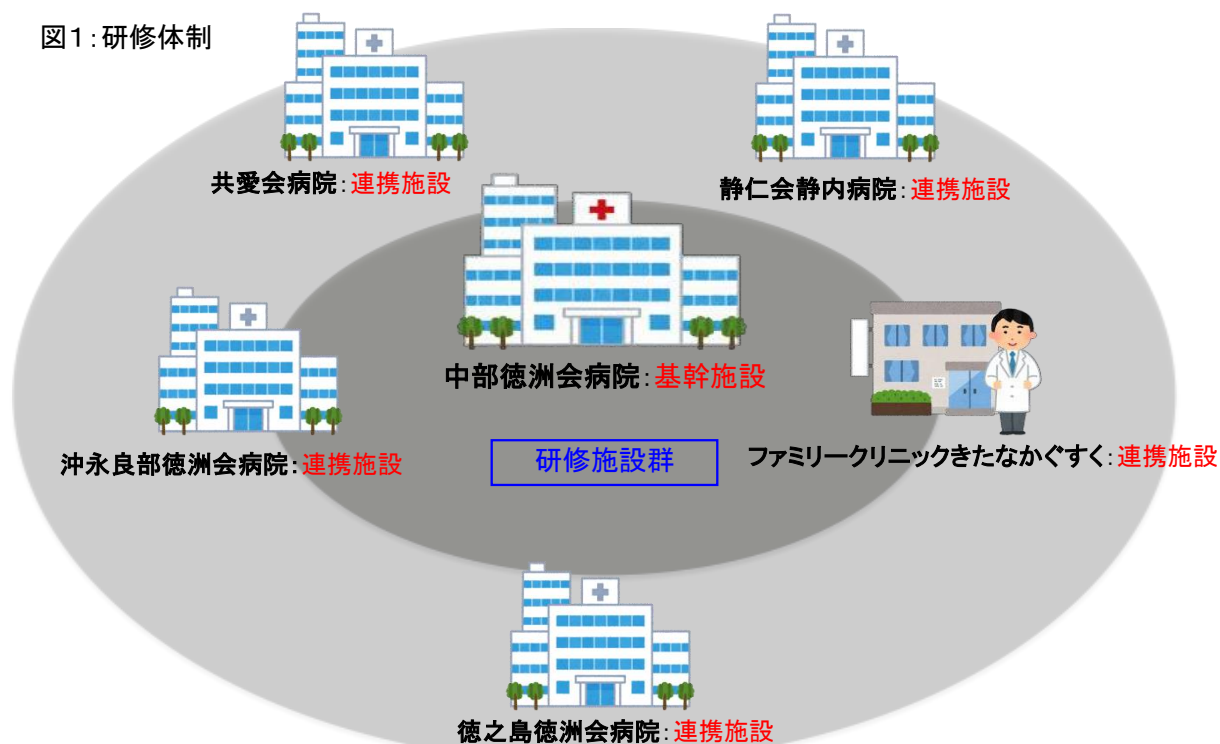 図1:研修体制
共愛会病院:連携施設
静仁会静内病院:連携施設
中部徳洲会病院:基幹施設
沖永良部徳洲会病院:連携施設
研修施設群
ファミリークリニックきたなかぐすく:連携施設
徳之島徳洲会病院:連携施設